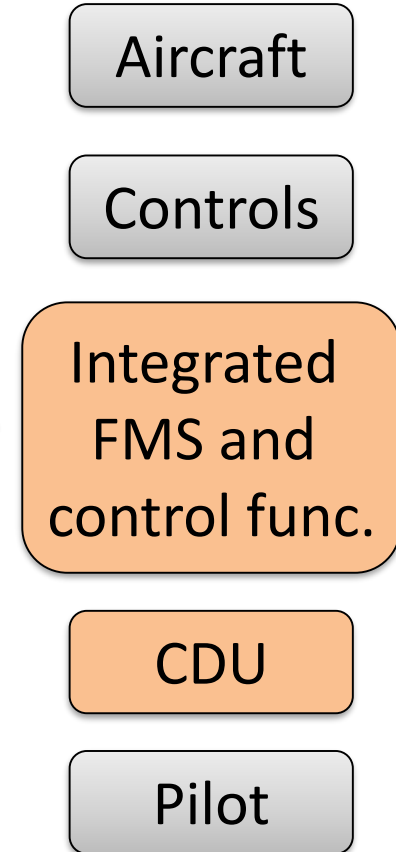 Aircraft
Controls
Integrated
FMS and
control func.
CDU
Pilot